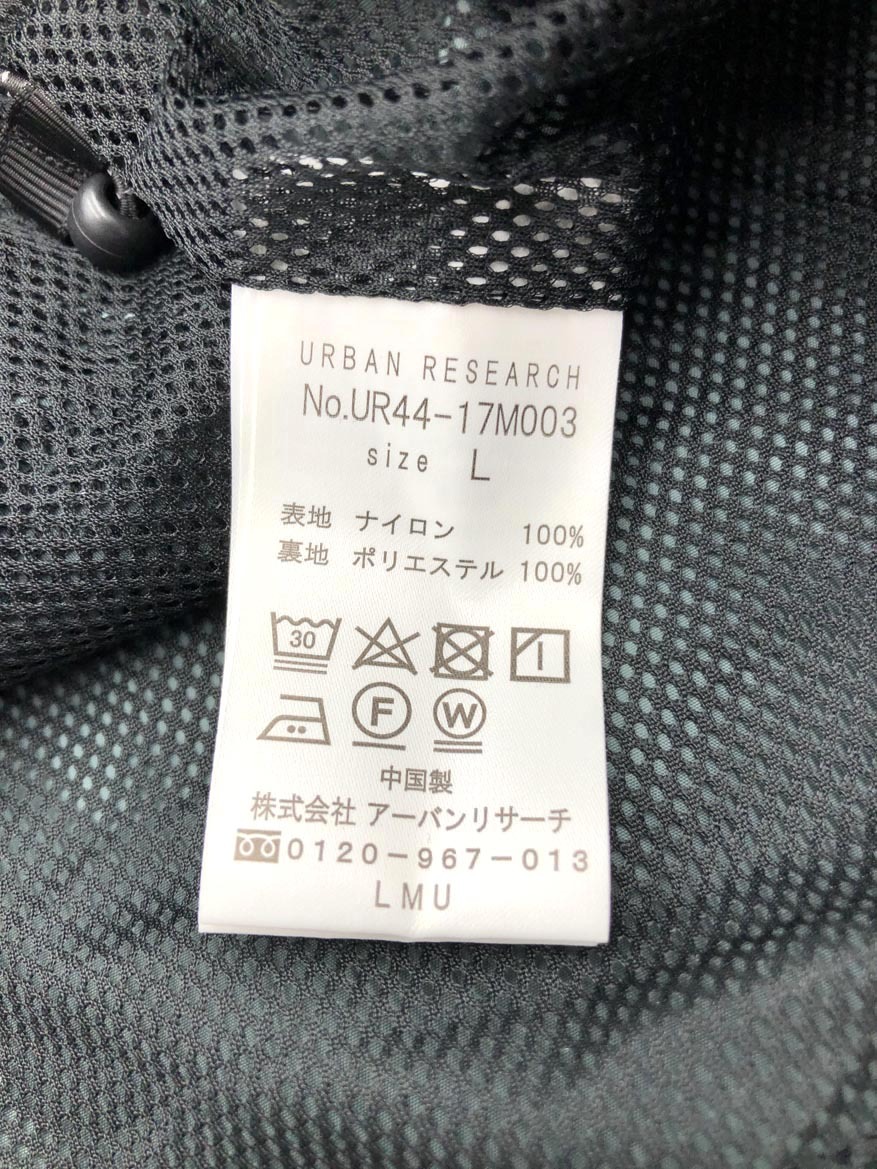 URBAN RESEARCH
No.UR44-17M003
size L
表地 ナイロン 100%
裏地 ポリエステル 100%
30
F W
中国製
株式会社 アーバンリサーチ
0120-967-013
LMU